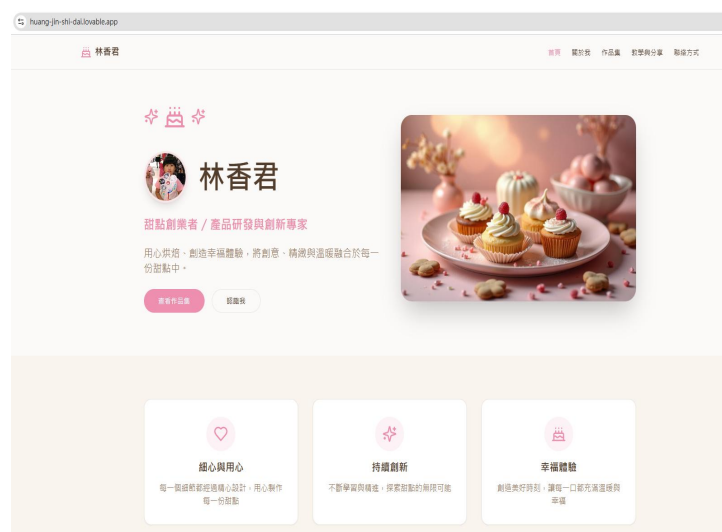 huang-jin-shi-dai.lovable.app
林香君
首頁 關於我 作品集 教學與分享 聯絡方式
林香君
甜點創業者 / 產品研發與創新專家
用心烘焙、創造幸福體驗，將創意、精緻與溫暖融合於每一
份甜點中。
查看作品集 認識我
細心與用心
每一個細節都經過精心設計，用心製作
每一份甜點
持續創新
不斷學習與精進，探索甜點的無限可能
幸福體驗
創造美好時刻，讓每一口都充滿溫暖與
幸福